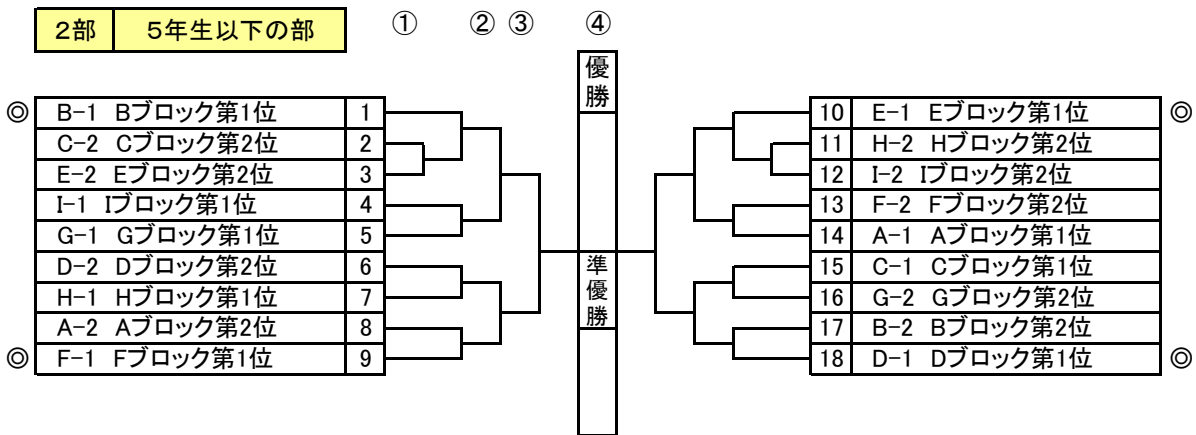 2部 5年生以下の部 ① ② ③ ④
優勝
◎ B-1 Bブロック第1位 1
C-2 Cブロック第2位 2
E-2 Eブロック第2位 3
I-1 Iブロック第1位 4
G-1 Gブロック第1位 5
D-2 Dブロック第2位 6
H-1 Hブロック第1位 7
A-2 Aブロック第2位 8
◎ F-1 Fブロック第1位 9
準優勝
10 E-1 Eブロック第1位 ◎
11 H-2 Hブロック第2位
12 I-2 Iブロック第2位
13 F-2 Fブロック第2位
14 A-1 Aブロック第1位
15 C-1 Cブロック第1位
16 G-2 Gブロック第2位
17 B-2 Bブロック第2位
18 D-1 Dブロック第1位 ◎